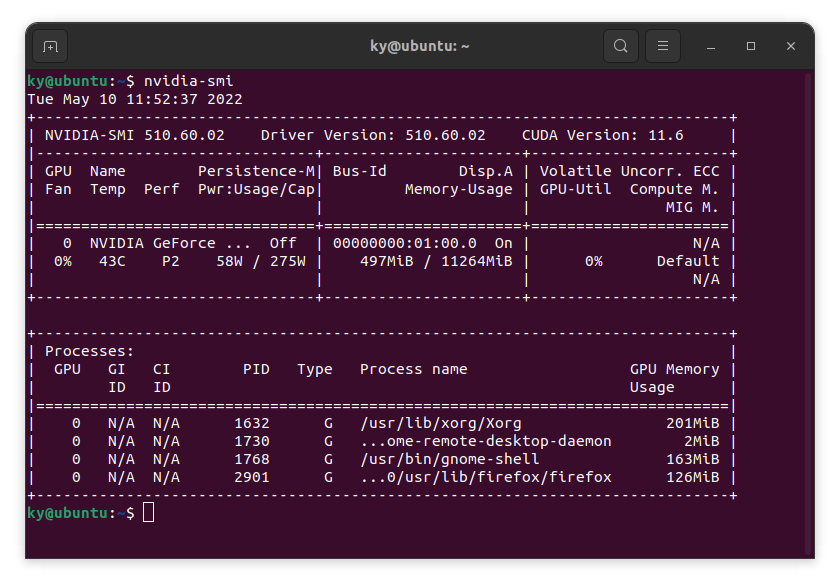 ky@ubuntu: ~
ky@ubuntu:~$ nvidia-smi
Tue May 10 11:52:37 2022
+-----------------------------------------------------------------------------+
| NVIDIA-SMI 510.60.02    Driver Version: 510.60.02    CUDA Version: 11.6     |
|-------------------------------+----------------------+----------------------+
| GPU  Name        Persistence-M| Bus-Id        Disp.A | Volatile Uncorr. ECC |
| Fan  Temp  Perf  Pwr:Usage/Cap|         Memory-Usage | GPU-Util  Compute M. |
|                               |                      |               MIG M. |
|===============================+======================+======================|
|   0  NVIDIA GeForce ...  Off  | 00000000:01:00.0  On |                  N/A |
|  0%   43C    P2    58W / 275W |    497MiB / 11264MiB |      0%      Default |
|                               |                      |                  N/A |
+-------------------------------+----------------------+----------------------+

+-----------------------------------------------------------------------------+
| Processes:                                                                  |
|  GPU   GI   CI        PID   Type   Process name                  GPU Memory |
|        ID   ID                                                   Usage      |
|=============================================================================|
|    0   N/A  N/A      1632      G   /usr/lib/xorg/Xorg                201MiB |
|    0   N/A  N/A      1730      G   ...ome-remote-desktop-daemon        2MiB |
|    0   N/A  N/A      1768      G   /usr/bin/gnome-shell              163MiB |
|    0   N/A  N/A      2901      G   ...0/usr/lib/firefox/firefox      126MiB |
+-----------------------------------------------------------------------------+
ky@ubuntu:~$